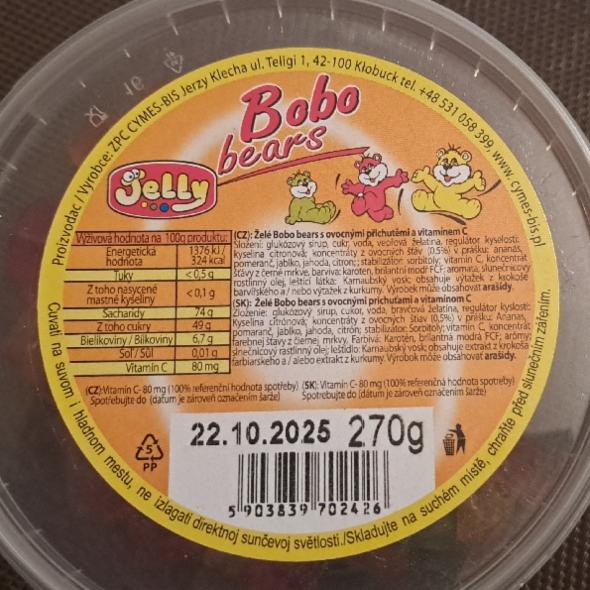 Proizvođač / Výrobce: ZPC CYMES-BIS Jerzy Klecha ul. Teligi 1, 42-100 Kłobuck tel. +48 531 058 399, www.cymes-bis.pl
Bobo
bears
Jelly
Výživová hodnota na 100g produktu:
Energetická hodnota 1376 kJ / 324 kcal
Tuky <0,5 g
Z toho nasycené mastné kyseliny <0,1 g
Sacharidy 74 g
Z toho cukry 49 g
Bielikoviny / Bílkoviny 6,7 g
Sof / Sůl 0,01 g
Vitamín C 80 mg
(CZ): Želé Bobo bears s ovocnými příchutěmi a vitamínem C
Složení: glukózový sirup, cukr, voda, vepřová želatina, regulátor kyselosti:
kyselina citrónová; koncentráty z ovocných šťáv (0.5%) v prášku: ananás,
pomeranč, jablko, jahoda, citron,; stabilizátor: sorbitoly; vitamin C, koncentrát
šťávy z černé mrkve, barviva: karoten, brilantní modř FCF; aromata, slunečnicový
rostlinný olej, leštící látka: Karnaubský vosk; obsahuje výtažek z krokoše
barvířského a / nebo výtažek z kurkumy. Výrobek může obsahovat arašídy.
(SK): Želé Bobo bears s ovocnými príchuťami a vitamínom C
Zloženie: glukózový sirup, cukor, voda, bravčová želatína, regulátor kyslosti:
Kyselina citrónová; koncentráty z ovocných štiav (0,5%) v prášku: Ananas,
pomaranč, jablko, jahoda, citrón; stabilizátor: Sorbitoly; vitamín C, koncentrát
farebnej šťavy z čiernej mrkvy, Farbivá: Karotén, brilantná modrá FCF; arómy;
slnečnicový rastlinný olej; leštidlo: Karnaubský vosk; obsahuje extrakt z krokoša
farbiarskeho a / alebo extrakt z kurkumy. Výrobok môže obsahovať arašidy.
(CZ): Vitamín C- 80 mg (100% referenční hodnota spotřeby) (SK): Vitamín C- 80 mg (100% referenčná hodnota spotreby)
Spotřebujte do (datum je zároveň označením šarže) Spotrebujte do (dátum je zároveň označením šarže)
22.10.2025 270g
5
PP
5 903839 702426
Čuvati na suvom i hladnom mestu, ne izlagati direktnoj sunčevoj svetlosti./Skladujte na suchém místě, chraňte před slunečním zářením.